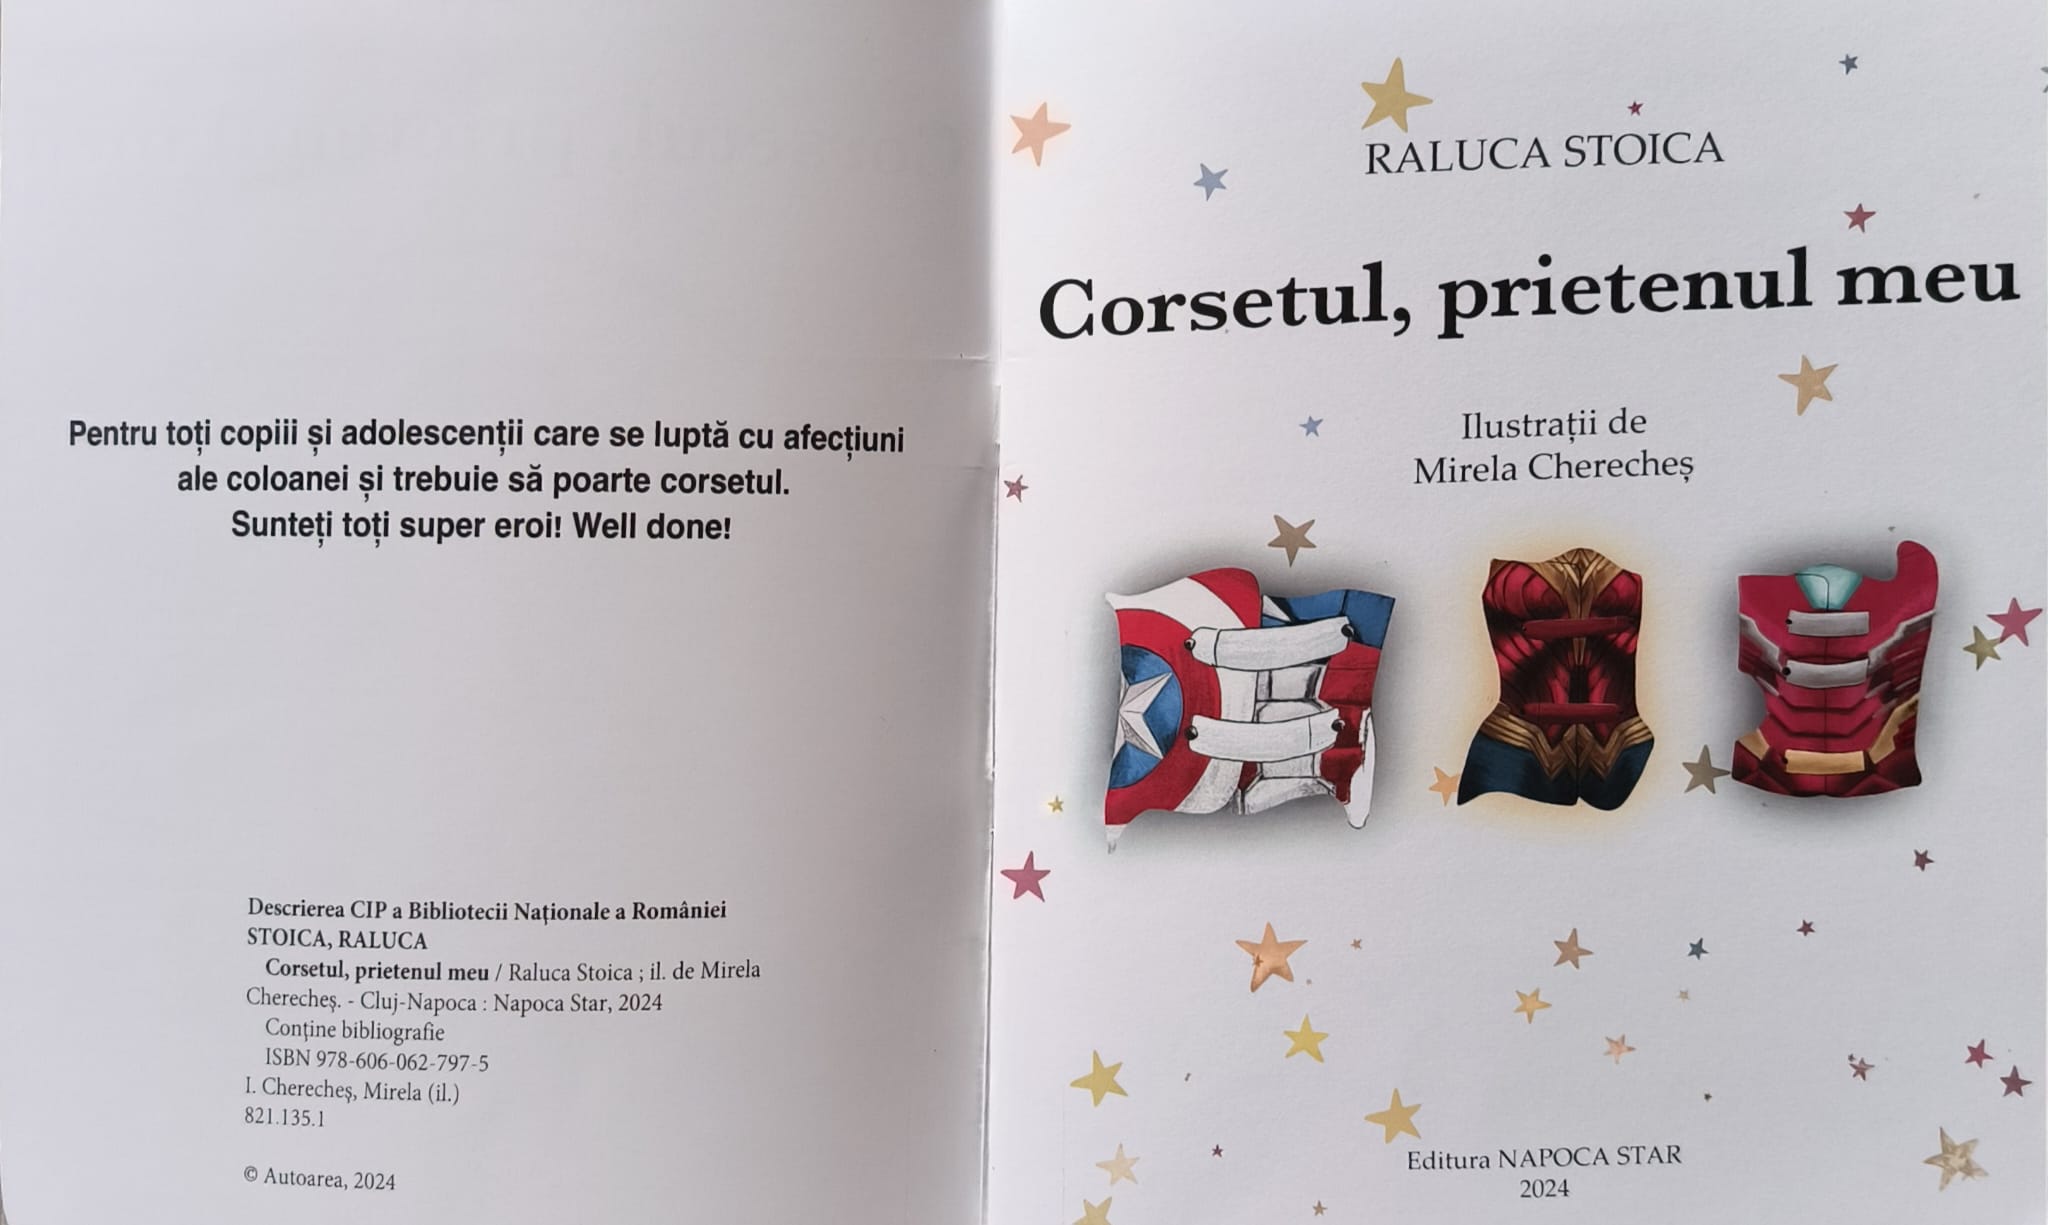 Pentru toți copiii și adolescenții care se luptă cu afecțiuni
ale coloanei și trebuie să poarte corsetul.
Sunteți toți super eroi! Well done!
Descrierea CIP a Bibliotecii Naționale a României
STOICA, RALUCA
Corsetul, prietenul meu / Raluca Stoica ; il. de Mirela
Cherecheș. - Cluj-Napoca : Napoca Star, 2024
Conține bibliografie
ISBN 978-606-062-797-5
I. Cherecheș, Mirela (il.)
821.135.1
© Autoarea, 2024
RALUCA STOICA
Corsetul, prietenul meu
Ilustrații de
Mirela Cherecheș
Editura NAPOCA STAR
2024